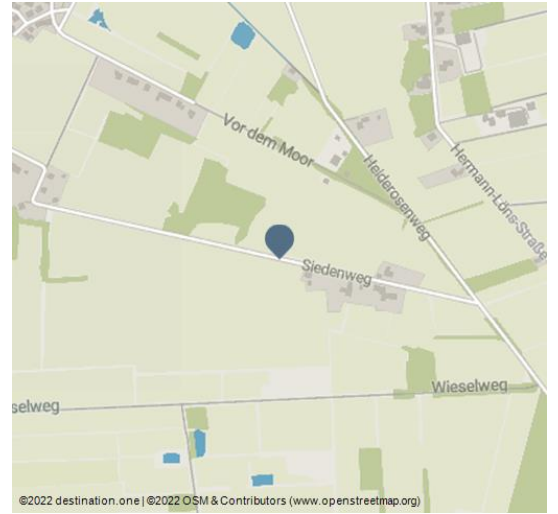 Vor dem Moor
Heiderosenweg
Hermann-Löns-Straße
Siedenweg
Wieselweg
selweg
©2022 destination.one | ©2022 OSM & Contributors (www.openstreetmap.org)